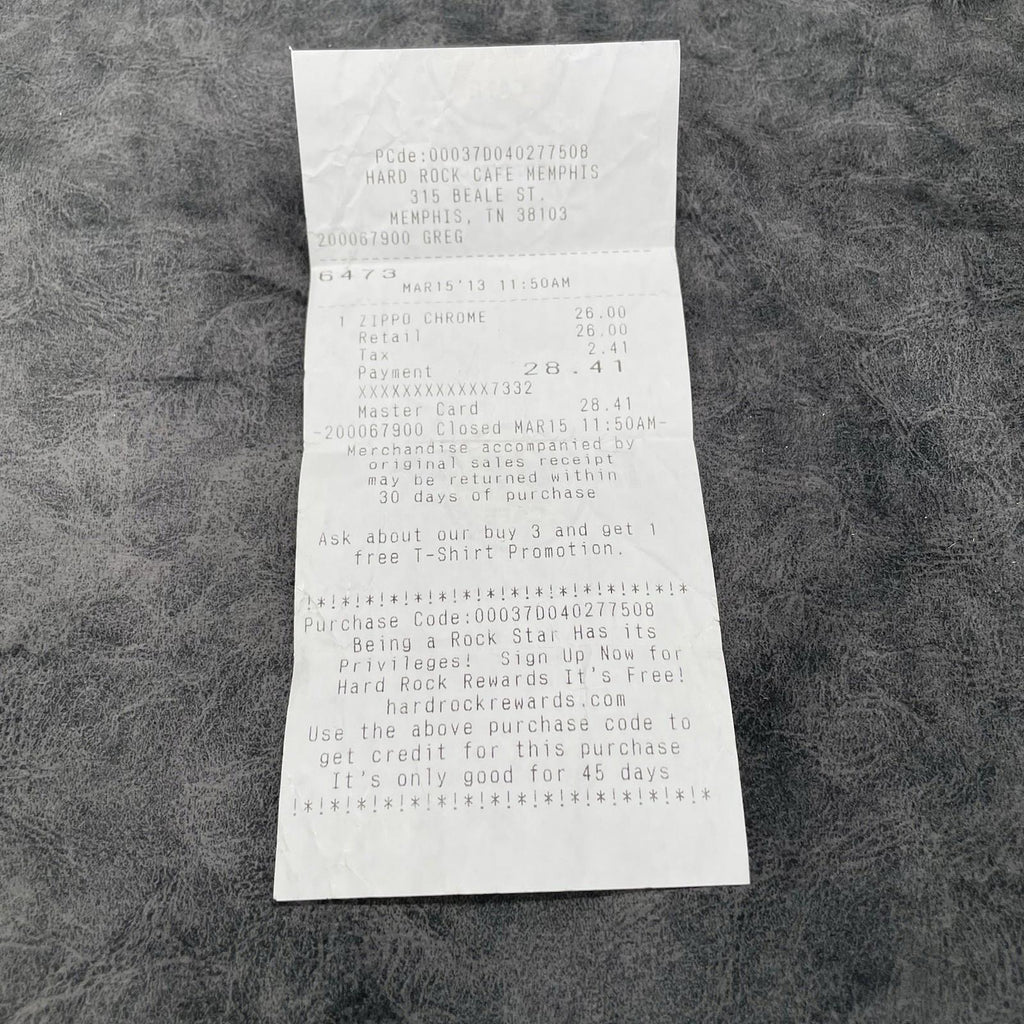 PCde:00037D040277508
HARD ROCK CAFE MEMPHIS
315 BEALE ST.
MEMPHIS, TN 38103
200067900 GREG
6473
MAR15'13 11:50AM
1 ZIPPO CHROME 26.00
Retail 26.00
Tax 2.41
Payment 28.41
XXXXXXXXXXXX7332
Master Card 28.41
-200067900 Closed MAR15 11:50AM-
Merchandise accompanied by
original sales receipt
may be returned within
30 days of purchase
Ask about our buy 3 and get 1
free T-Shirt Promotion.
!*!*!*!*!*!*!*!*!*!*!*!*!*!*!*!*
Purchase Code:00037D040277508
Being a Rock Star Has its
Privileges! Sign Up Now for
Hard Rock Rewards It's Free!
hardrockrewards.com
Use the above purchase code to
get credit for this purchase
It's only good for 45 days
!*!*!*!*!*!*!*!*!*!*!*!*!*!*!*!*